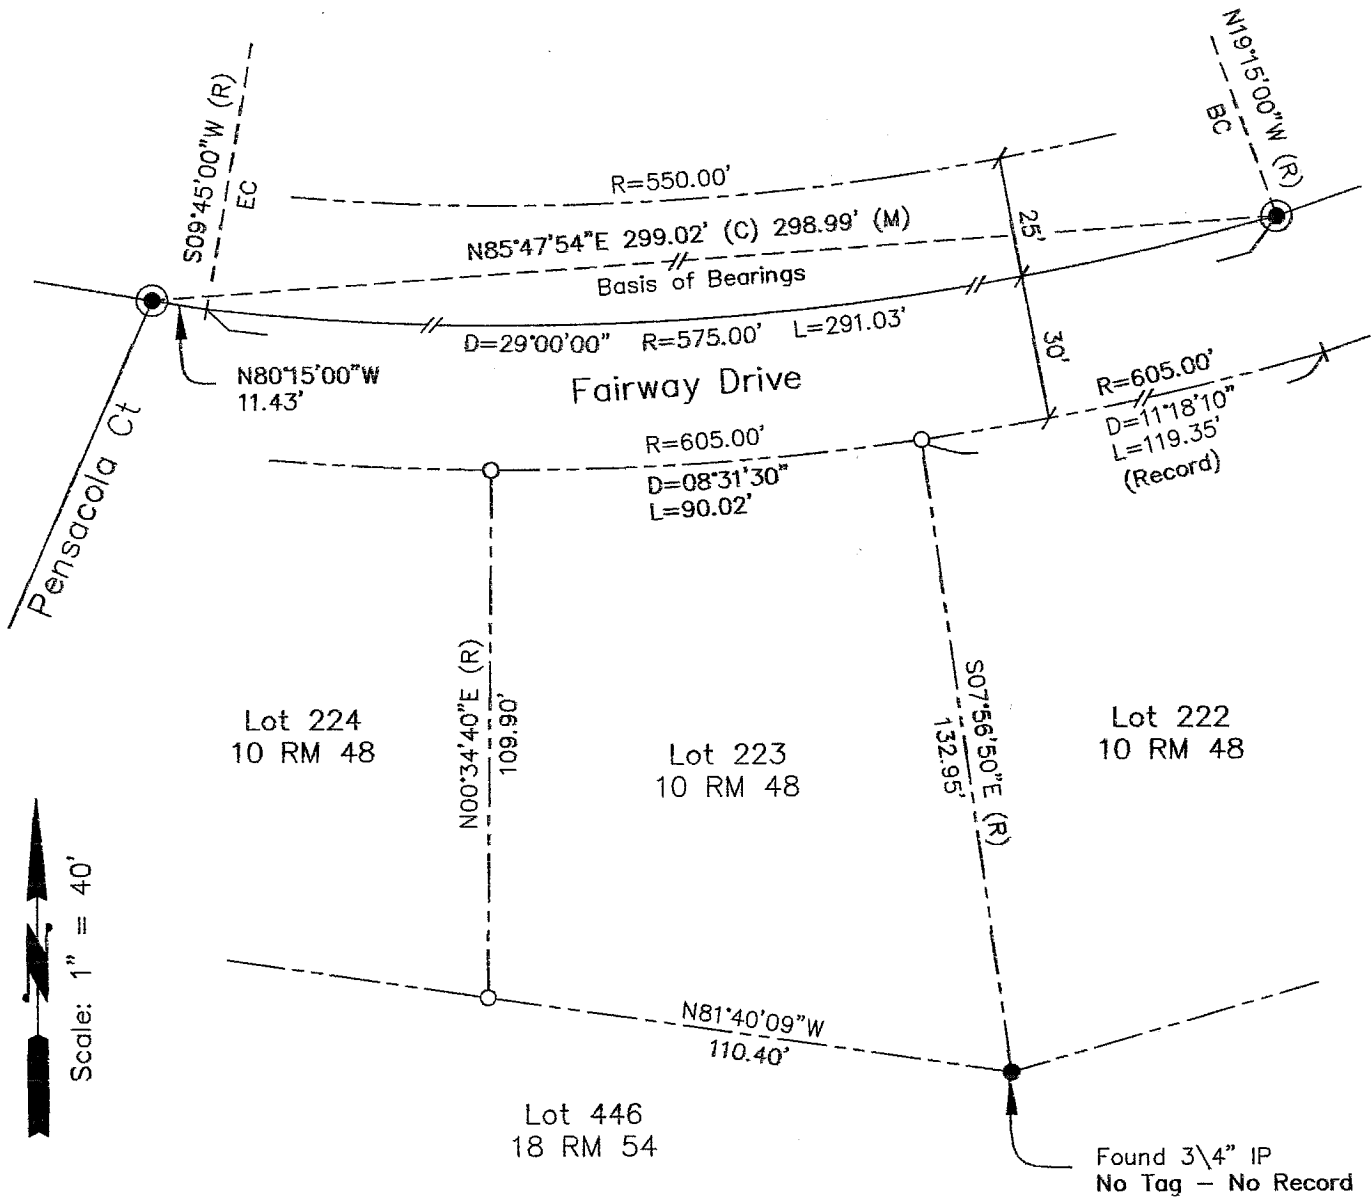 N19°15'00"W (R)
BC
S09°45'00"W (R)
EC
R=550.00'
N85°47'54"E 299.02' (C) 298.99' (M)
Basis of Bearings
25'
D=29°00'00" R=575.00' L=291.03'
30'
N80°15'00"W
11.43'
Fairway Drive
R=605.00'
D=11°18'10"
L=119.35'
(Record)
Pensacola Ct
R=605.00'
D=08°31'30"
L=90.02'
N00°34'40"E (R)
109.90'
S07°56'50"E (R)
132.95'
Lot 224
10 RM 48
Lot 223
10 RM 48
Lot 222
10 RM 48
N
Scale: 1" = 40'
N81°40'09"W
110.40'
Lot 446
18 RM 54
Found 3\4" IP
No Tag – No Record